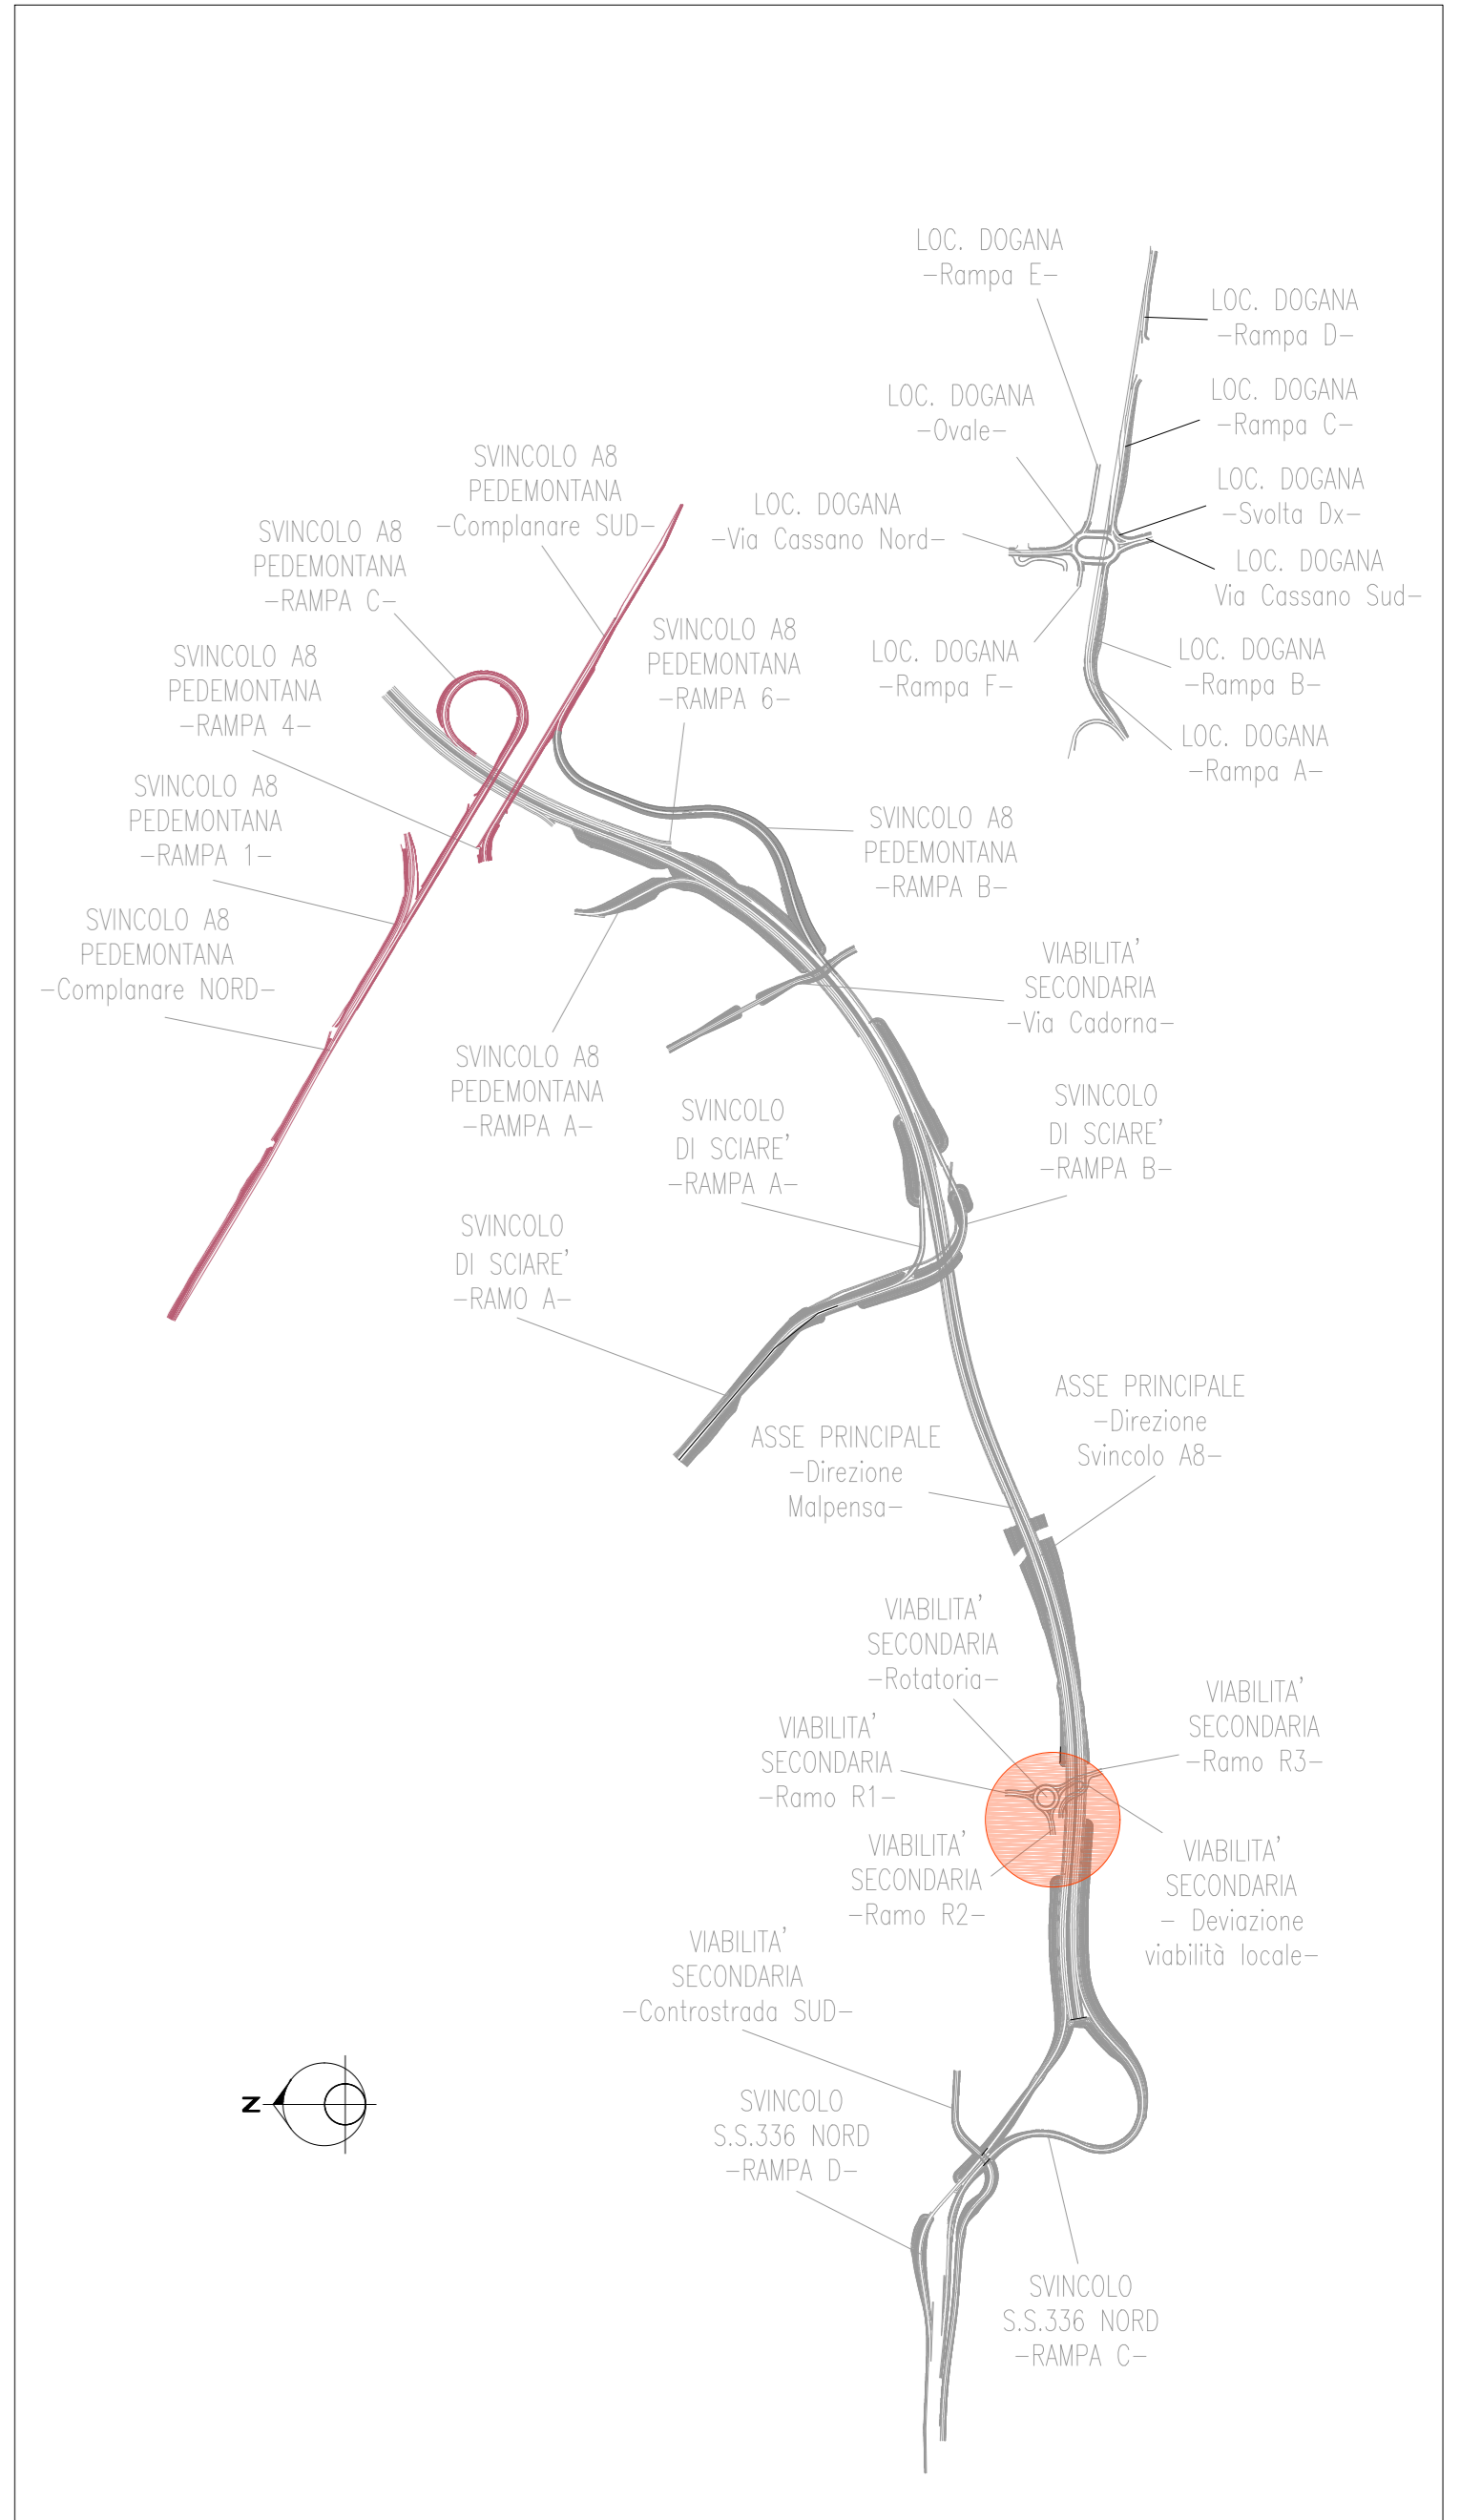 LOC. DOGANA
-Rampa E-
LOC. DOGANA
-Rampa D-
LOC. DOGANA
-Ovale-
LOC. DOGANA
-Rampa C-
SVINCOLO A8
PEDEMONTANA
-Complanare SUD-
LOC. DOGANA
-Via Cassano Nord-
LOC. DOGANA
-Svolta Dx-
SVINCOLO A8
PEDEMONTANA
-RAMPA C-
LOC. DOGANA
Via Cassano Sud-
SVINCOLO A8
PEDEMONTANA
-RAMPA 4-
SVINCOLO A8
PEDEMONTANA
-RAMPA 6-
LOC. DOGANA
-Rampa F-
LOC. DOGANA
-Rampa B-
LOC. DOGANA
-Rampa A-
SVINCOLO A8
PEDEMONTANA
-RAMPA 1-
SVINCOLO A8
PEDEMONTANA
-RAMPA B-
SVINCOLO A8
PEDEMONTANA
-Complanare NORD-
VIABILITA'
SECONDARIA
-Via Cadorna-
SVINCOLO A8
PEDEMONTANA
-RAMPA A-
SVINCOLO
DI SCIARE'
-RAMPA A-
SVINCOLO
DI SCIARE'
-RAMPA B-
SVINCOLO
DI SCIARE'
-RAMO A-
ASSE PRINCIPALE
-Direzione
Svincolo A8-
ASSE PRINCIPALE
-Direzione
Malpensa-
VIABILITA'
SECONDARIA
-Rotatoria-
VIABILITA'
SECONDARIA
-Ramo R3-
VIABILITA'
SECONDARIA
-Ramo R1-
VIABILITA'
SECONDARIA
-Ramo R2-
VIABILITA'
SECONDARIA
- Deviazione
viabilità locale-
VIABILITA'
SECONDARIA
-Controstrada SUD-
N
SVINCOLO
S.S.336 NORD
-RAMPA D-
SVINCOLO
S.S.336 NORD
-RAMPA C-